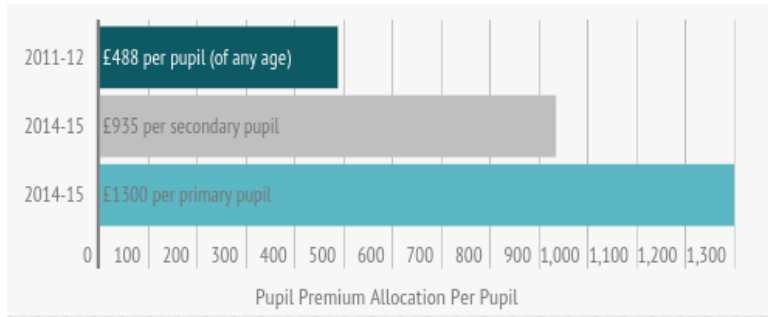 2011-12 £488 per pupil (of any age)
2014-15 £935 per secondary pupil
2014-15 £1300 per primary pupil
0 100 200 300 400 500 600 700 800 900 1,000 1,100 1,200 1,300
Pupil Premium Allocation Per Pupil